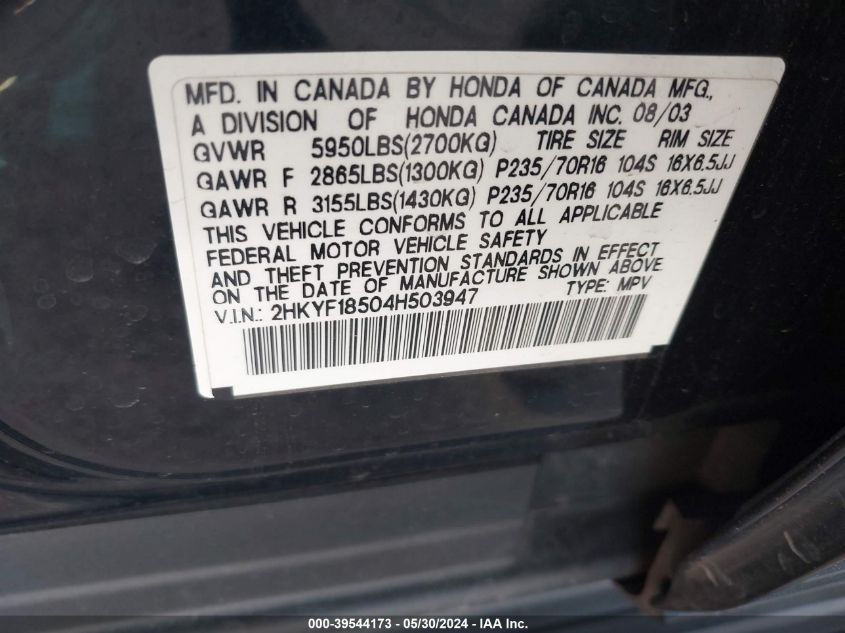 MFD. IN CANADA BY HONDA OF CANADA MFG.,
A DIVISION OF HONDA CANADA INC. 08/03
GVWR 5950LBS(2700KG) TIRE SIZE RIM SIZE
GAWR F 2865LBS(1300KG) P235/70R16 104S 16X6.5JJ
GAWR R 3155LBS(1430KG) P235/70R16 104S 16X6.5JJ
THIS VEHICLE CONFORMS TO ALL APPLICABLE
FEDERAL MOTOR VEHICLE SAFETY
AND THEFT PREVENTION STANDARDS IN EFFECT
ON THE DATE OF MANUFACTURE SHOWN ABOVE.
V.I.N.: 2HKYF18504H503947 TYPE: MPV
000-39544173 - 05/30/2024 - IAA Inc.